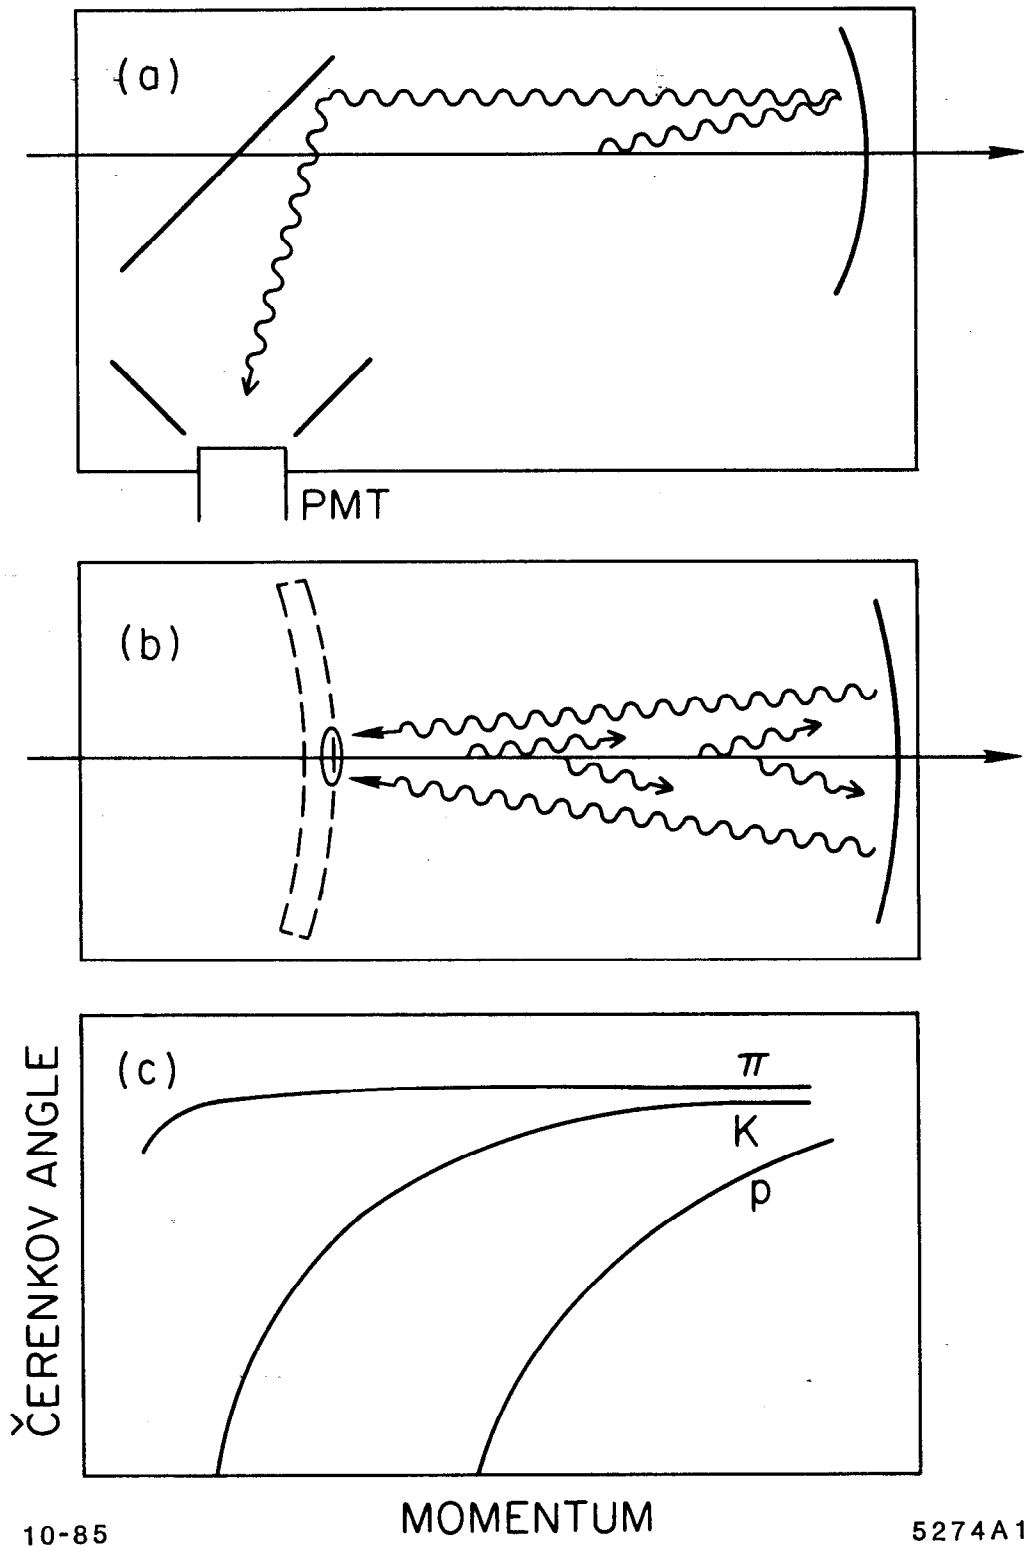 (a)
PMT
(b)
(c)
π
K
p
ČERENKOV ANGLE
MOMENTUM
10-85
5274A1